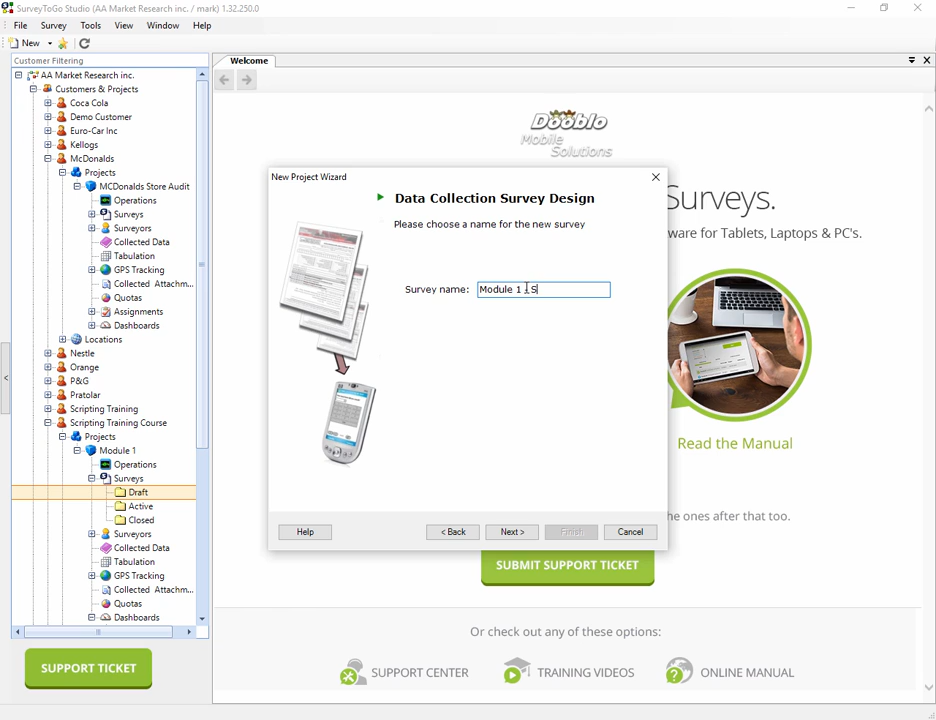 SurveyToGo Studio (AA Market Research inc. / mark) 1.32.250.0
File Survey Tools View Window Help
New
Customer Filtering
AA Market Research inc.
Customers & Projects
Coca Cola
Demo Customer
Euro-Car Inc
Kellogs
McDonalds
Projects
MCDonalds Store Audit
Operations
Surveys
Surveyors
Collected Data
Tabulation
GPS Tracking
Collected Attachm...
Quotas
Assignments
Dashboards
Locations
Nestle
Orange
P&G
Pratolar
Scripting Training
Scripting Training Course
Projects
Module 1
Operations
Surveys
Draft
Active
Closed
Surveyors
Collected Data
Tabulation
GPS Tracking
Collected Attachm...
Quotas
Dashboards
SUPPORT TICKET
Welcome
Dooblo
Mobile
Solutions
Surveys.
ware for Tablets, Laptops & PC's.
New Project Wizard
Data Collection Survey Design
Please choose a name for the new survey
Survey name: Module 1 - S
Help < Back Next > Finish Cancel
Read the Manual
he ones after that too.
SUBMIT SUPPORT TICKET
Or check out any of these options:
SUPPORT CENTER TRAINING VIDEOS ONLINE MANUAL